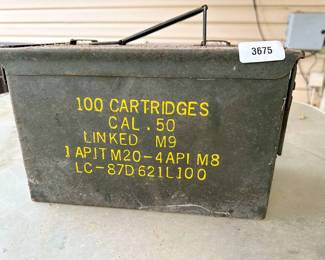 3675
100 CARTRIDGES
CAL .50
LINKED M9
1 APIT M20-4 API M8
LC-87D621L100